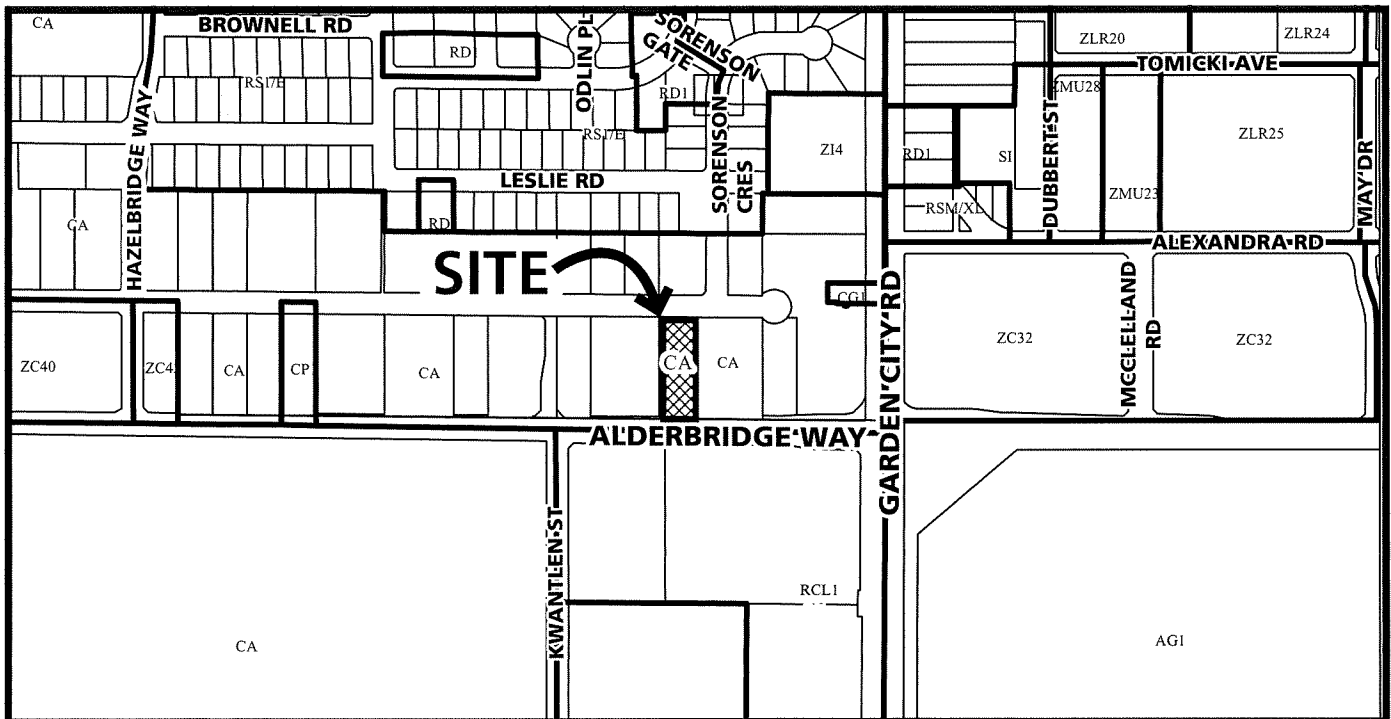 CA
BROWNELL RD
RD
ODLIN PL
SORENSON
GATE
SORENSON
ZLR20
ZLR24
TOMICKI AVE
HAZELBRIDGE WAY
RS1/E
RD1
ZMU28
RS1/E
SORENSON
CRES
ZI4
RD1
SI
DUBBERT ST
ZMU23
ZLR25
MAY DR
LESLIE RD
CA
RD
RSM/XL
ALEXANDRA RD
SITE
CG1
GARDEN CITY RD
ZC40
CA
CP
CA
CA
CA
ZC32
MCCLELLAND
RD
ZC32
ALDERBRIDGE WAY
KWANTLEN ST
RCL1
CA
AG1